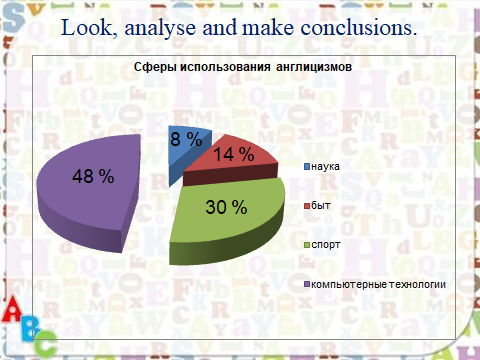 Look, analyse and make conclusions.
Сферы использования англицизмов
8 %
14 %
30 %
48 %
наука
быт
спорт
компьютерные технологии
A
B
C